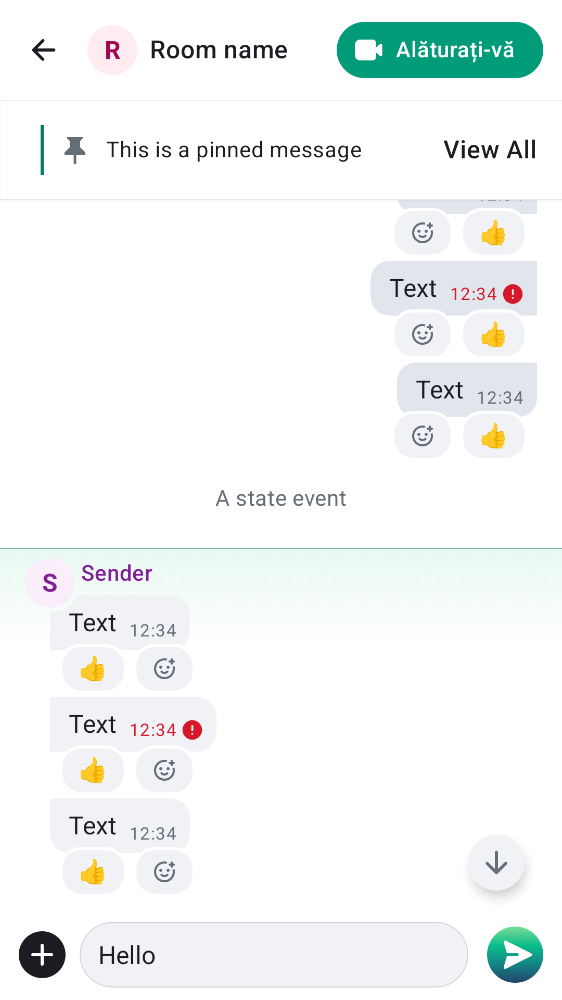 R Room name Alăturați-vă
This is a pinned message View All
Text 12:34
Text 12:34
A state event
S Sender
Text 12:34
Text 12:34
Text 12:34
Hello